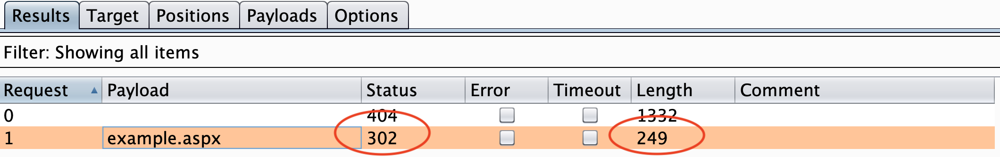 Results Target Positions Payloads Options
Filter: Showing all items
Request Payload Status Error Timeout Length Comment
0 404 1332
1 example.aspx 302 249